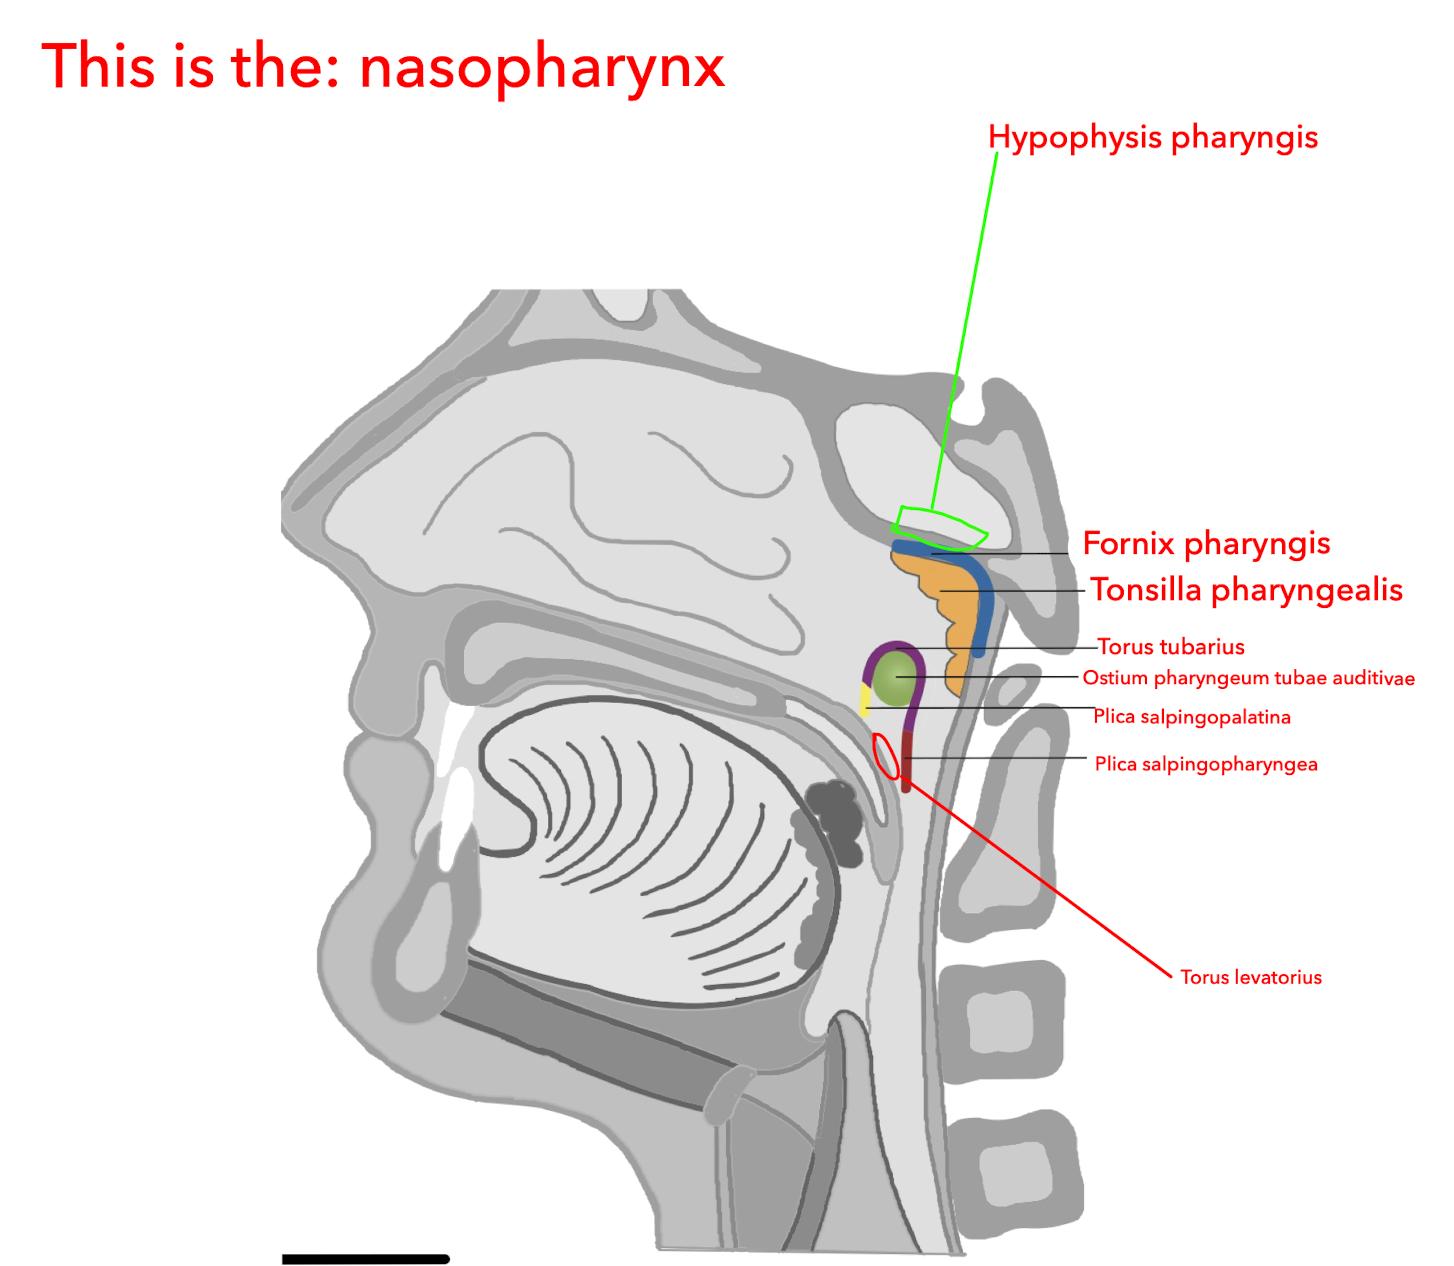 This is the: nasopharynx
Hypophysis pharyngis
Fornix pharyngis
Tonsilla pharyngealis
Torus tubarius
Ostium pharyngeum tubae auditivae
Plica salpingopalatina
Plica salpingopharyngea
Torus levatorius